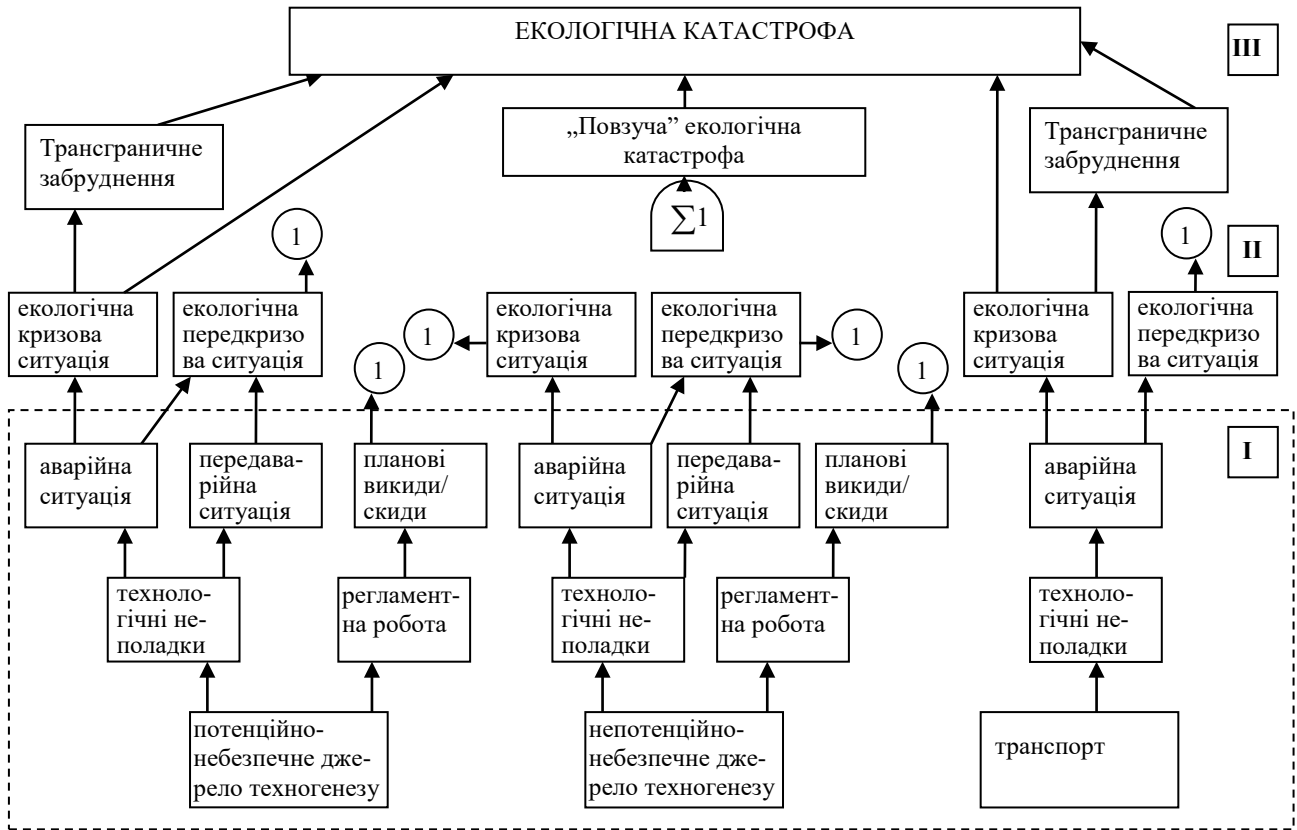 ЕКОЛОГІЧНА КАТАСТРОФА
III
Трансграничне
забруднення
„Повзуча” екологічна
катастрофа
Трансграничне
забруднення
∑1
1
1
II
екологічна
кризова
ситуація
екологічна
передкризо
ва ситуація
1
екологічна
кризова
ситуація
екологічна
передкризо
ва ситуація
1
екологічна
кризова
ситуація
екологічна
передкризо
ва ситуація
1
1
I
аварійна
ситуація
передава-
рійна
ситуація
планові
викиди/
скиди
аварійна
ситуація
передава-
рійна
ситуація
планові
викиди/
скиди
аварійна
ситуація
техноло-
гічні не-
поладки
регламент-
на робота
техноло-
гічні не-
поладки
регламент-
на робота
техноло-
гічні не-
поладки
потенційно-
небезпечне дже-
рело техногенезу
непотенційно-
небезпечне дже-
рело техногенезу
транспорт